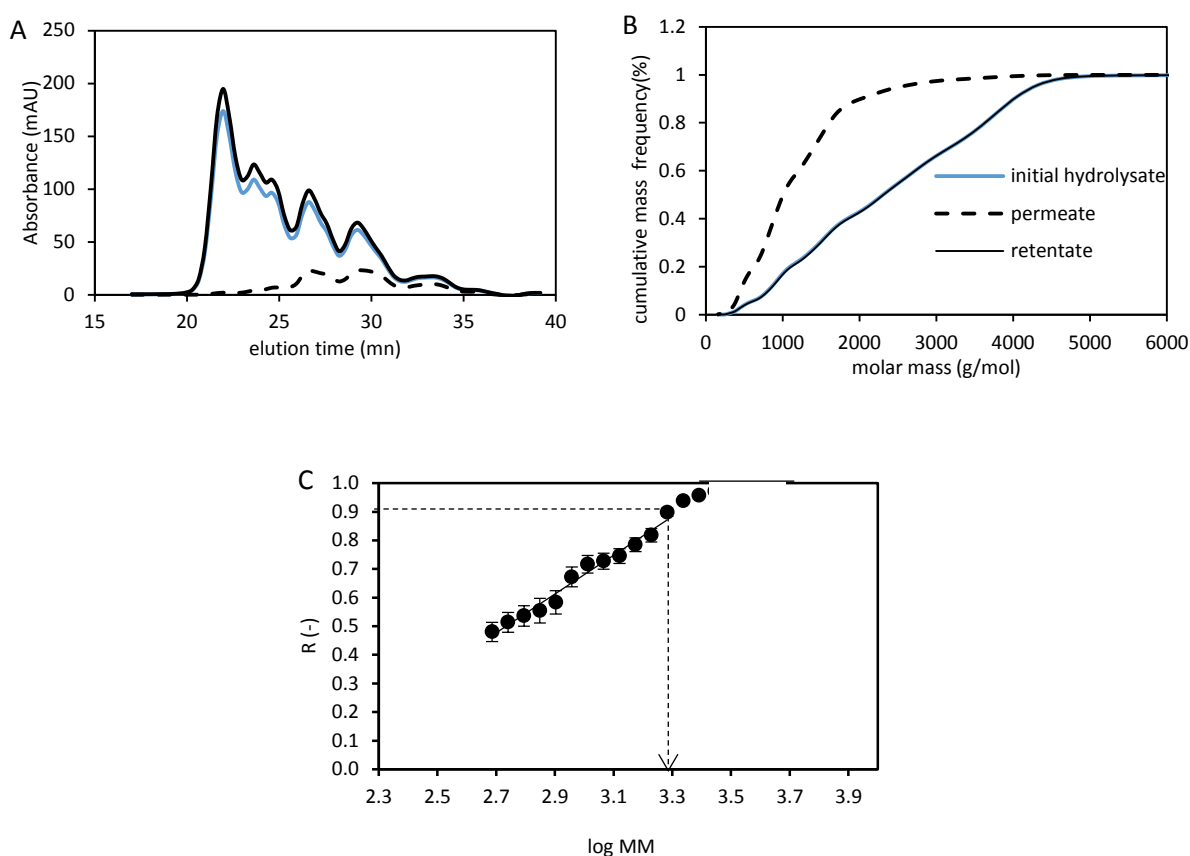 A
Absorbance (mAU)
250
200
150
100
50
0
15 20 25 30 35 40
elution time (mn)
B
cumulative mass frequency(%)
1.2
1
0.8
0.6
0.4
0.2
0
initial hydrolysate
permeate
retentate
0 1000 2000 3000 4000 5000 6000
molar mass (g/mol)
C
R (-)
1.0
0.9
0.8
0.7
0.6
0.5
0.4
0.3
0.2
0.1
0.0
2.3 2.5 2.7 2.9 3.1 3.3 3.5 3.7 3.9
log MM